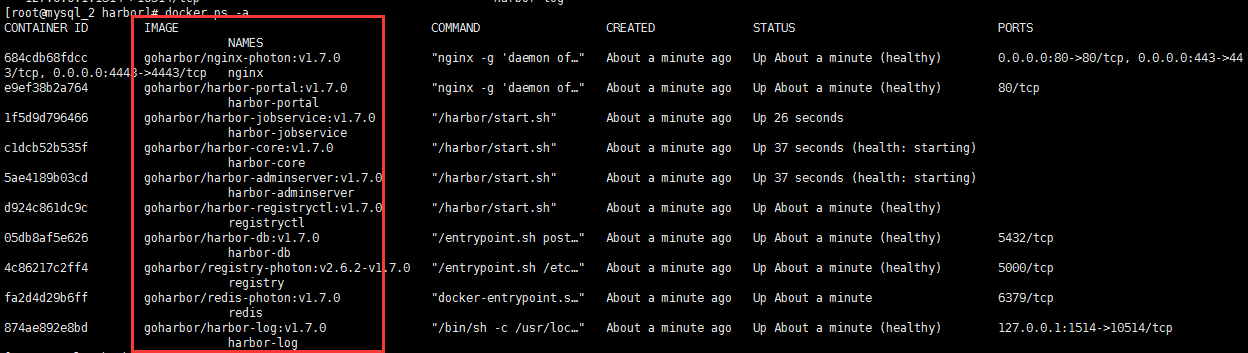 [root@mysql_2 harbor]# docker ps -a
CONTAINER ID IMAGE COMMAND CREATED STATUS PORTS
NAMES
684cdb68fdcc goharbor/nginx-photon:v1.7.0 "nginx -g 'daemon of…" About a minute ago Up About a minute (healthy) 0.0.0.0:80->80/tcp, 0.0.0.0:443->44
3/tcp, 0.0.0.0:4443->4443/tcp nginx
e9ef38b2a764 goharbor/harbor-portal:v1.7.0 "nginx -g 'daemon of…" About a minute ago Up About a minute (healthy) 80/tcp
harbor-portal
1f5d9d796466 goharbor/harbor-jobservice:v1.7.0 "/harbor/start.sh" About a minute ago Up 26 seconds
harbor-jobservice
c1dcb52b535f goharbor/harbor-core:v1.7.0 "/harbor/start.sh" About a minute ago Up 37 seconds (health: starting)
harbor-core
5ae4189b03cd goharbor/harbor-adminserver:v1.7.0 "/harbor/start.sh" About a minute ago Up 37 seconds (health: starting)
harbor-adminserver
d924c861dc9c goharbor/harbor-registryctl:v1.7.0 "/harbor/start.sh" About a minute ago Up About a minute (healthy)
registryctl
05db8af5e626 goharbor/harbor-db:v1.7.0 "/entrypoint.sh post…" About a minute ago Up About a minute (healthy) 5432/tcp
harbor-db
4c86217c2ff4 goharbor/registry-photon:v2.6.2-v1.7.0 "/entrypoint.sh /etc…" About a minute ago Up About a minute (healthy) 5000/tcp
registry
fa2d4d29b6ff goharbor/redis-photon:v1.7.0 "docker-entrypoint.s…" About a minute ago Up About a minute 6379/tcp
redis
874ae892e8bd goharbor/harbor-log:v1.7.0 "/bin/sh -c /usr/loc…" About a minute ago Up About a minute (healthy) 127.0.0.1:1514->10514/tcp
harbor-log